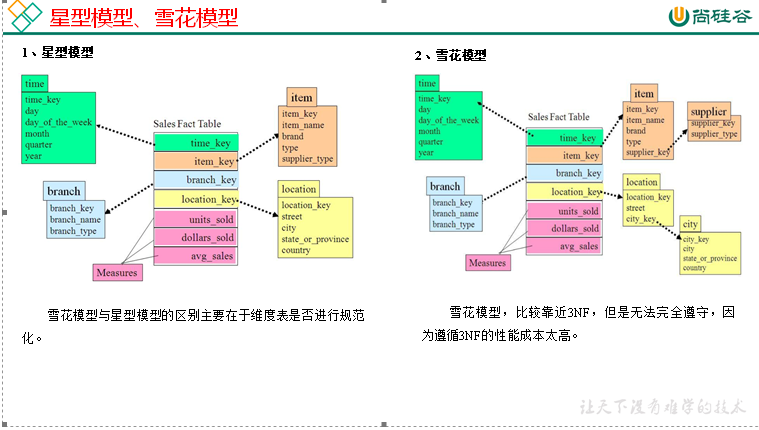 星型模型、雪花模型
尚硅谷
1、星型模型
time
time_key
day
day_of_the_week
month
quarter
year
branch
branch_key
branch_name
branch_type
Sales Fact Table
time_key
item_key
branch_key
location_key
units_sold
dollars_sold
avg_sales
Measures
item
item_key
item_name
brand
type
supplier_type
location
location_key
street
city
state_or_province
country
雪花模型与星型模型的区别主要在于维度表是否进行规范
化。
2、雪花模型
time
time_key
day
day_of_the_week
month
quarter
year
branch
branch_key
branch_name
branch_type
Sales Fact Table
time_key
item_key
branch_key
location_key
units_sold
dollars_sold
avg_sales
Measures
item
item_key
item_name
brand
type
supplier_key
supplier
supplier_key
supplier_type
location
location_key
street
city_key
city
city_key
city
state_or_province
country
雪花模型，比较靠近3NF，但是无法完全遵守，因
为遵循3NF的性能成本太高。
让天下没有难学的技术